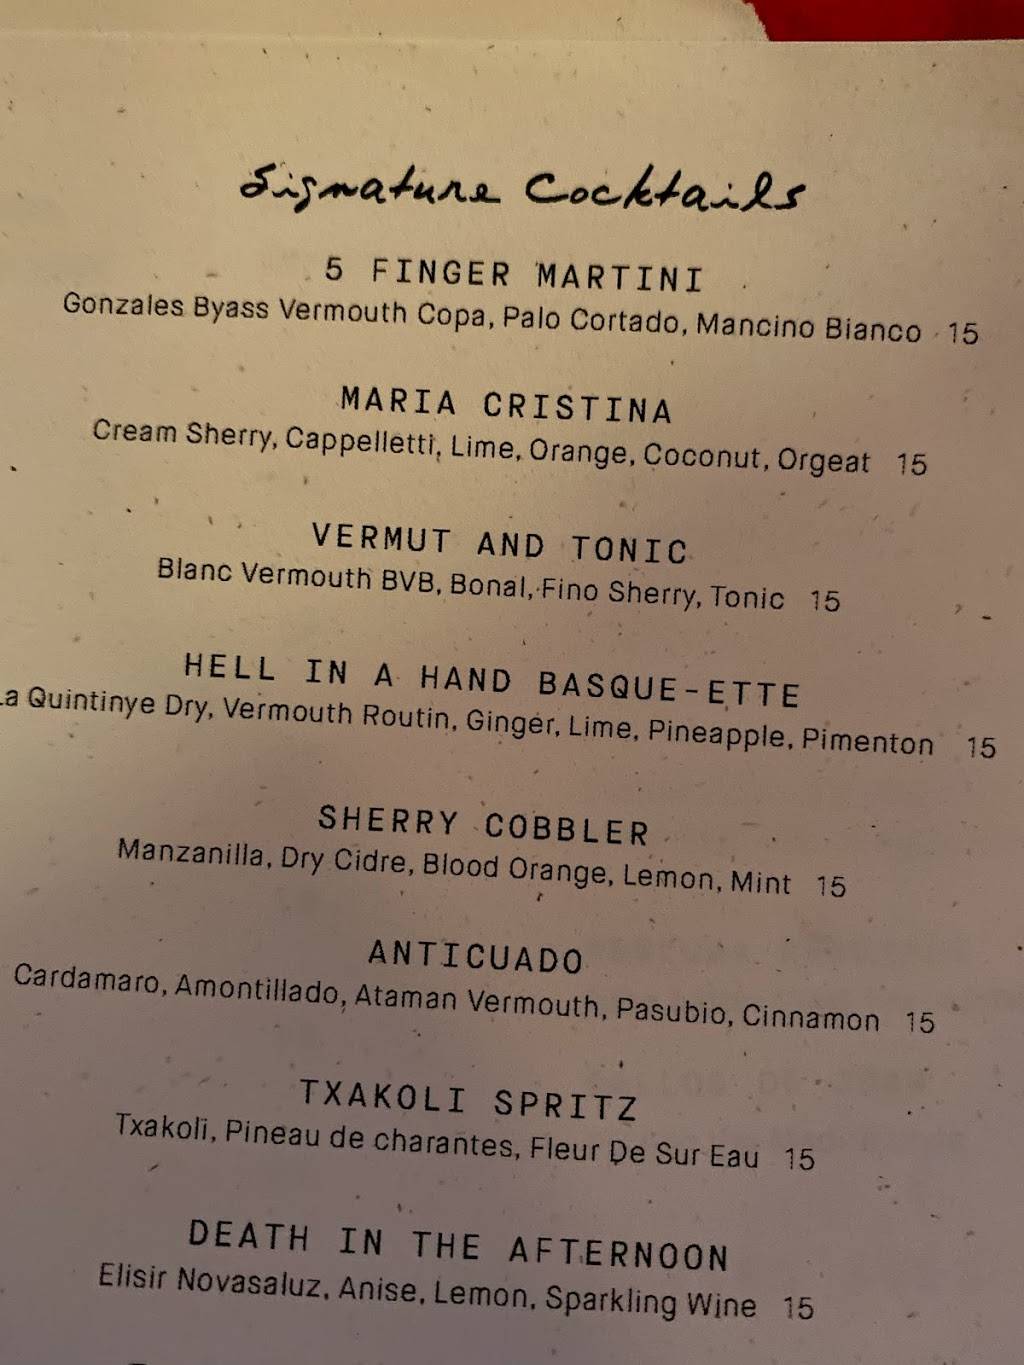 Signature Cocktails
5 FINGER MARTINI
Gonzales Byass Vermouth Copa, Palo Cortado, Mancino Bianco 15
MARIA CRISTINA
Cream Sherry, Cappelletti, Lime, Orange, Coconut, Orgeat 15
VERMUT AND TONIC
Blanc Vermouth BVB, Bonal, Fino Sherry, Tonic 15
HELL IN A HAND BASQUE-ETTE
La Quintinye Dry, Vermouth Routin, Ginger, Lime, Pineapple, Pimenton 15
SHERRY COBBLER
Manzanilla, Dry Cidre, Blood Orange, Lemon, Mint 15
ANTICUADO
Cardamaro, Amontillado, Ataman Vermouth, Pasubio, Cinnamon 15
TXAKOLI SPRITZ
Txakoli, Pineau de charantes, Fleur De Sur Eau 15
DEATH IN THE AFTERNOON
Elisir Novasaluz, Anise, Lemon, Sparkling Wine 15